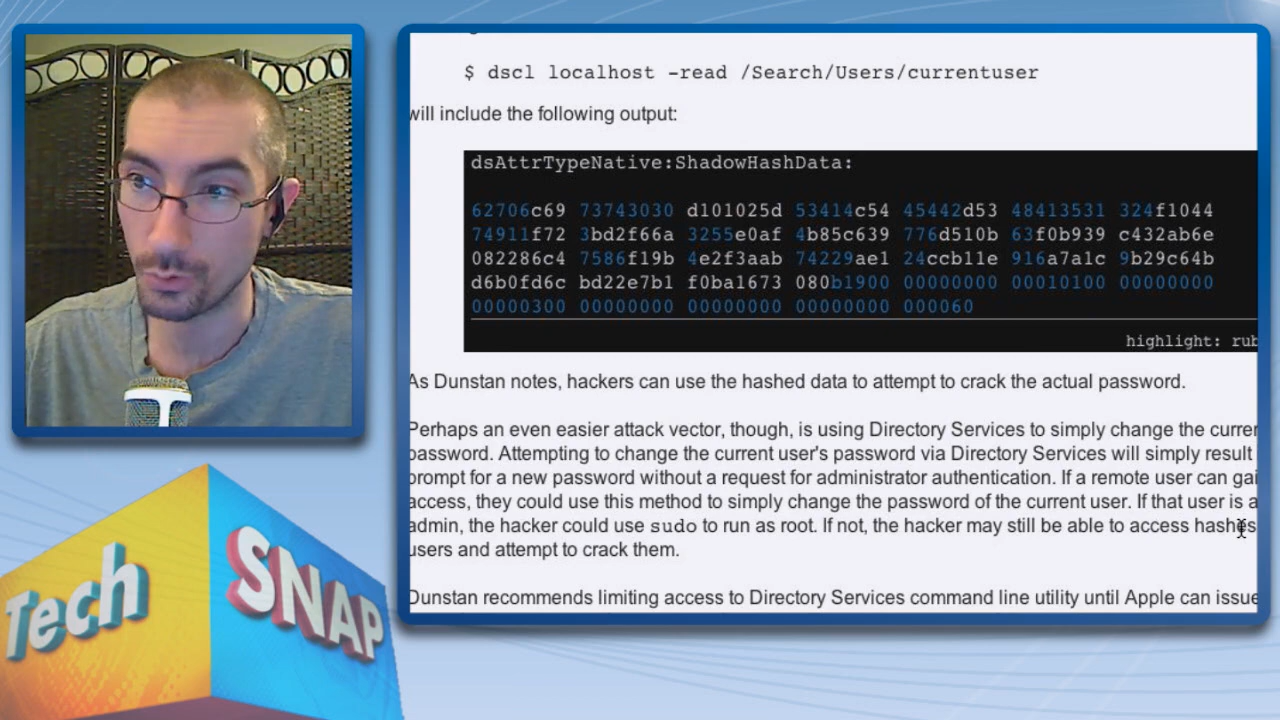 $ dscl localhost -read /Search/Users/currentuser
will include the following output:
dsAttrTypeNative:ShadowHashData:
62706c69 73743030 d101025d 53414c54 45442d53 48413531 324f1044
74911f72 3bd2f66a 3255e0af 4b85c639 776d510b 63f0b939 c432ab6e
082286c4 7586f19b 4e2f3aab 74229ae1 24ccb11e 916a7a1c 9b29c64b
d6b0fd6c bd22e7b1 f0ba1673 080b1900 00000000 00010100 00000000
00000300 00000000 00000000 00000000 000060
highlight: rub
As Dunstan notes, hackers can use the hashed data to attempt to crack the actual password.
Perhaps an even easier attack vector, though, is using Directory Services to simply change the curren
password. Attempting to change the current user's password via Directory Services will simply result
prompt for a new password without a request for administrator authentication. If a remote user can gai
access, they could use this method to simply change the password of the current user. If that user is a
admin, the hacker could use sudo to run as root. If not, the hacker may still be able to access hashes
users and attempt to crack them.
Dunstan recommends limiting access to Directory Services command line utility until Apple can issue
Tech
SNAP